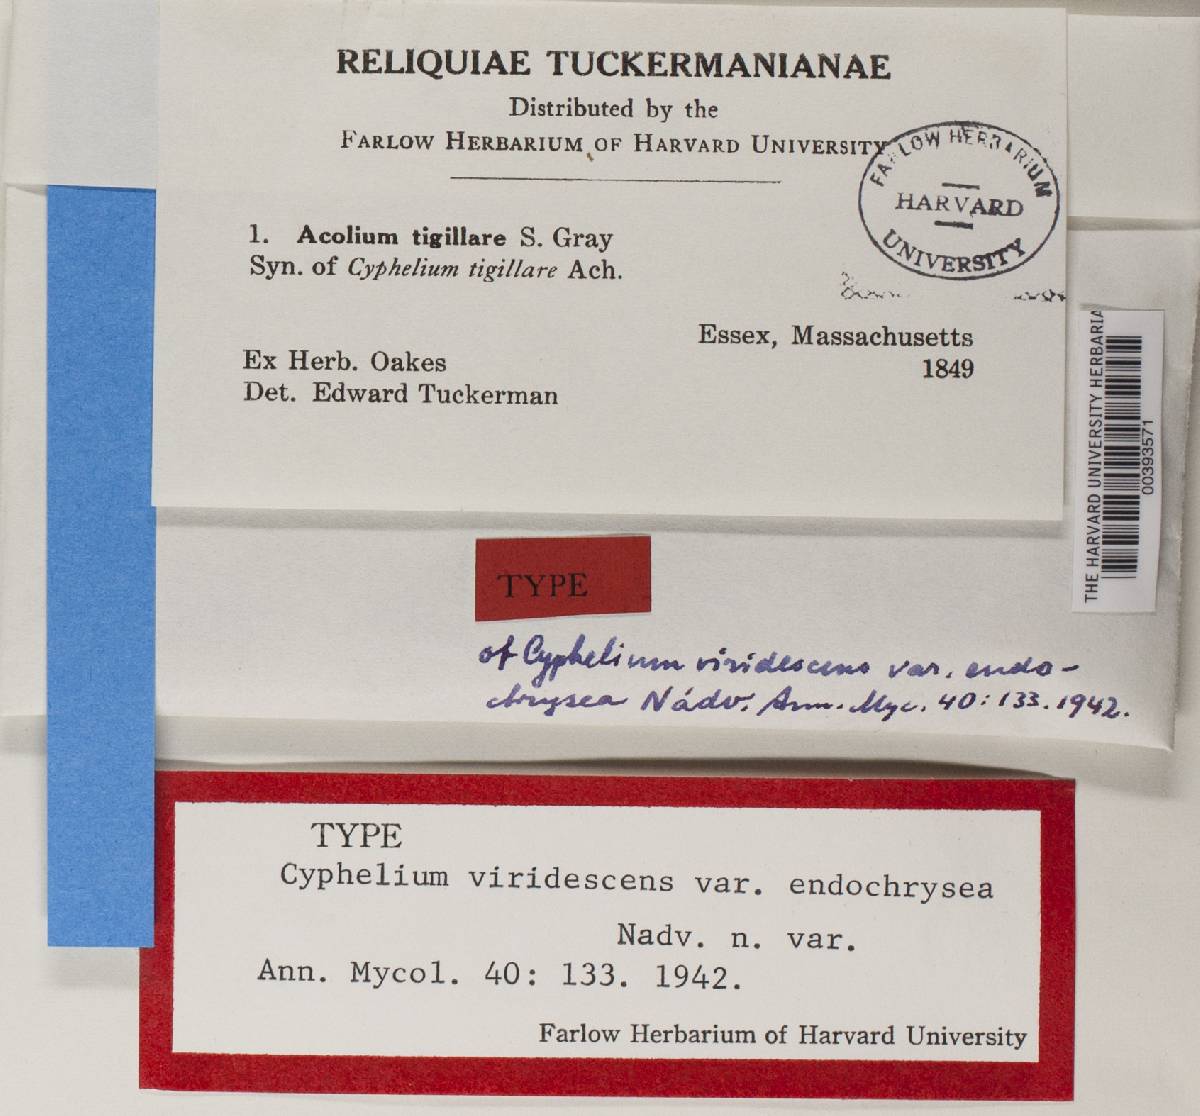 RELIQUIAE TUCKERMANIANAE
Distributed by the
FARLOW HERBARIUM OF HARVARD UNIVERSITY
FARLOW HERBARIUM
HARVARD
UNIVERSITY
1. Acolium tigillare S. Gray
Syn. of Cyphelium tigillare Ach.
Essex, Massachusetts
1849
Ex Herb. Oakes
Det. Edward Tuckerman
THE HARVARD UNIVERSITY HERBARIA
00393571
TYPE
of Cyphelium viridescens var. endo-
chrysea Nádv. Ann. Myc. 40: 133. 1942.
TYPE
Cyphelium viridescens var. endochrysea
Nadv. n. var.
Ann. Mycol. 40: 133. 1942.
Farlow Herbarium of Harvard University